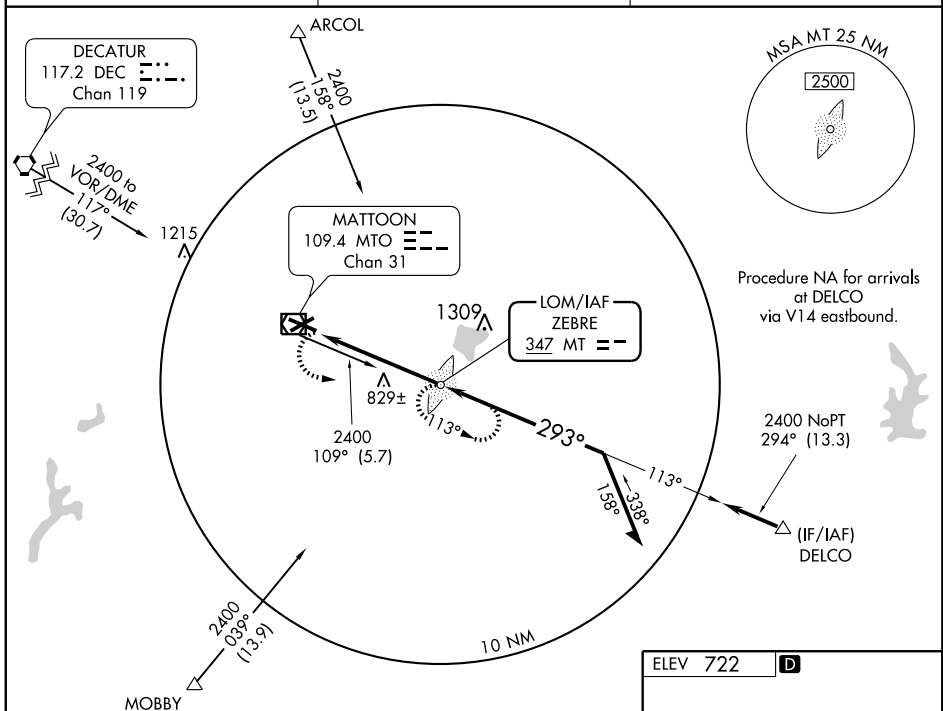 ARCOL
2400
158°
(13.5)
DECATUR
117.2 DEC
Chan 119
2400 to
VOR/DME
117°
(30.7)
1215
MSA MT 25 NM
2500
MATTOON
109.4 MTO
Chan 31
1309
LOM/IAF
ZEBRE
347 MT
Procedure NA for arrivals
at DELCO
via V14 eastbound.
829±
2400
109° (5.7)
113°
293°
2400 NoPT
294° (13.3)
113°
338°
158°
(IF/IAF)
DELCO
2400
039°
(13.9)
MOBBY
10 NM
ELEV 722 D